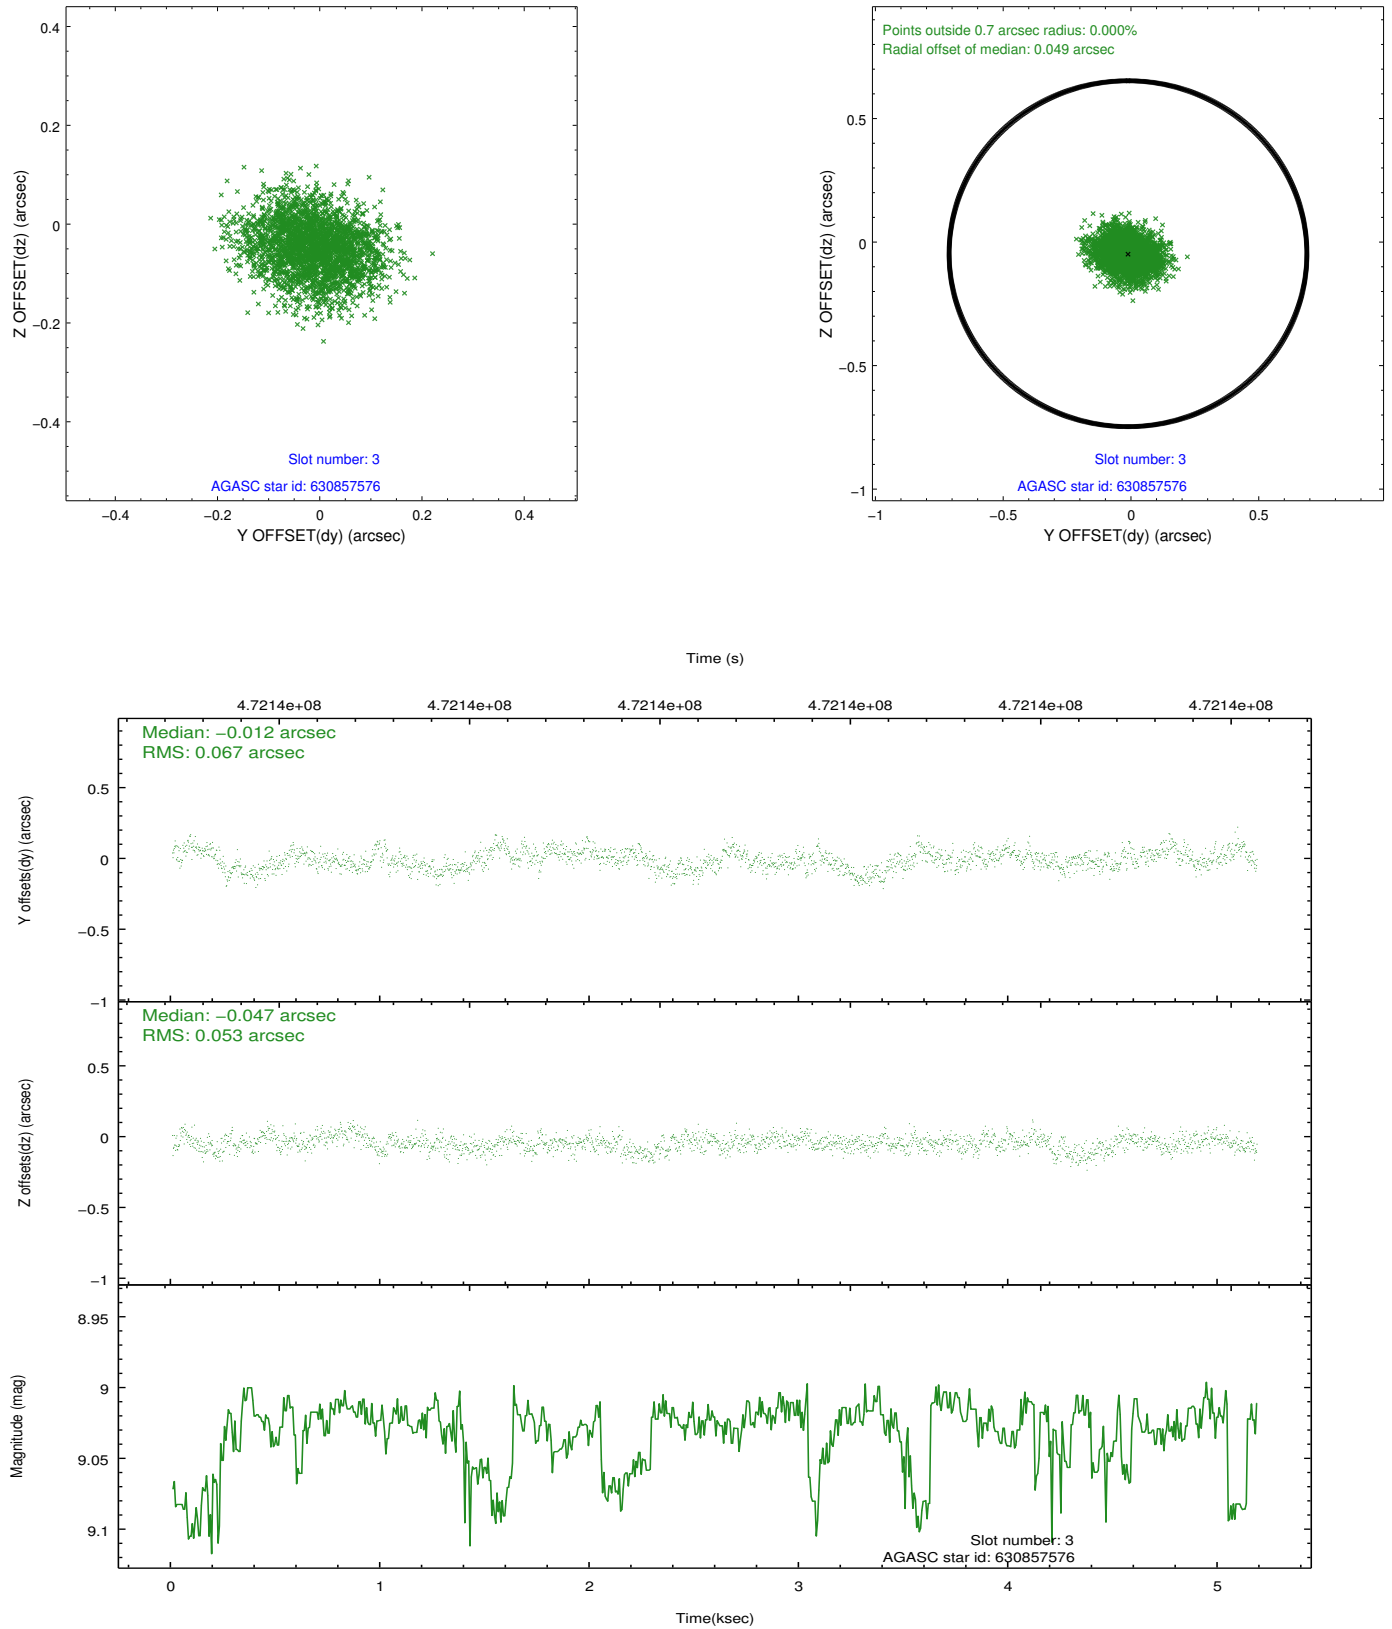 0.4
0.2
0
−0.2
−0.4
Z OFFSET(dz) (arcsec)
Slot number: 3
AGASC star id: 630857576
−0.4 −0.2 0 0.2 0.4
Y OFFSET(dy) (arcsec)
Points outside 0.7 arcsec radius: 0.000%
Radial offset of median: 0.049 arcsec
0.5
0
−0.5
−1
Z OFFSET(dz) (arcsec)
Slot number: 3
AGASC star id: 630857576
−1 −0.5 0 0.5
Y OFFSET(dy) (arcsec)
Time (s)
4.7214e+08 4.7214e+08 4.7214e+08 4.7214e+08 4.7214e+08 4.7214e+08
Median: −0.012 arcsec
RMS: 0.067 arcsec
0.5
0
−0.5
−1
Y offsets(dy) (arcsec)
Median: −0.047 arcsec
RMS: 0.053 arcsec
0.5
0
−0.5
−1
Z offsets(dz) (arcsec)
8.95
9
9.05
9.1
Magnitude (mag)
Slot number: 3
AGASC star id: 630857576
0 1 2 3 4 5
Time(ksec)